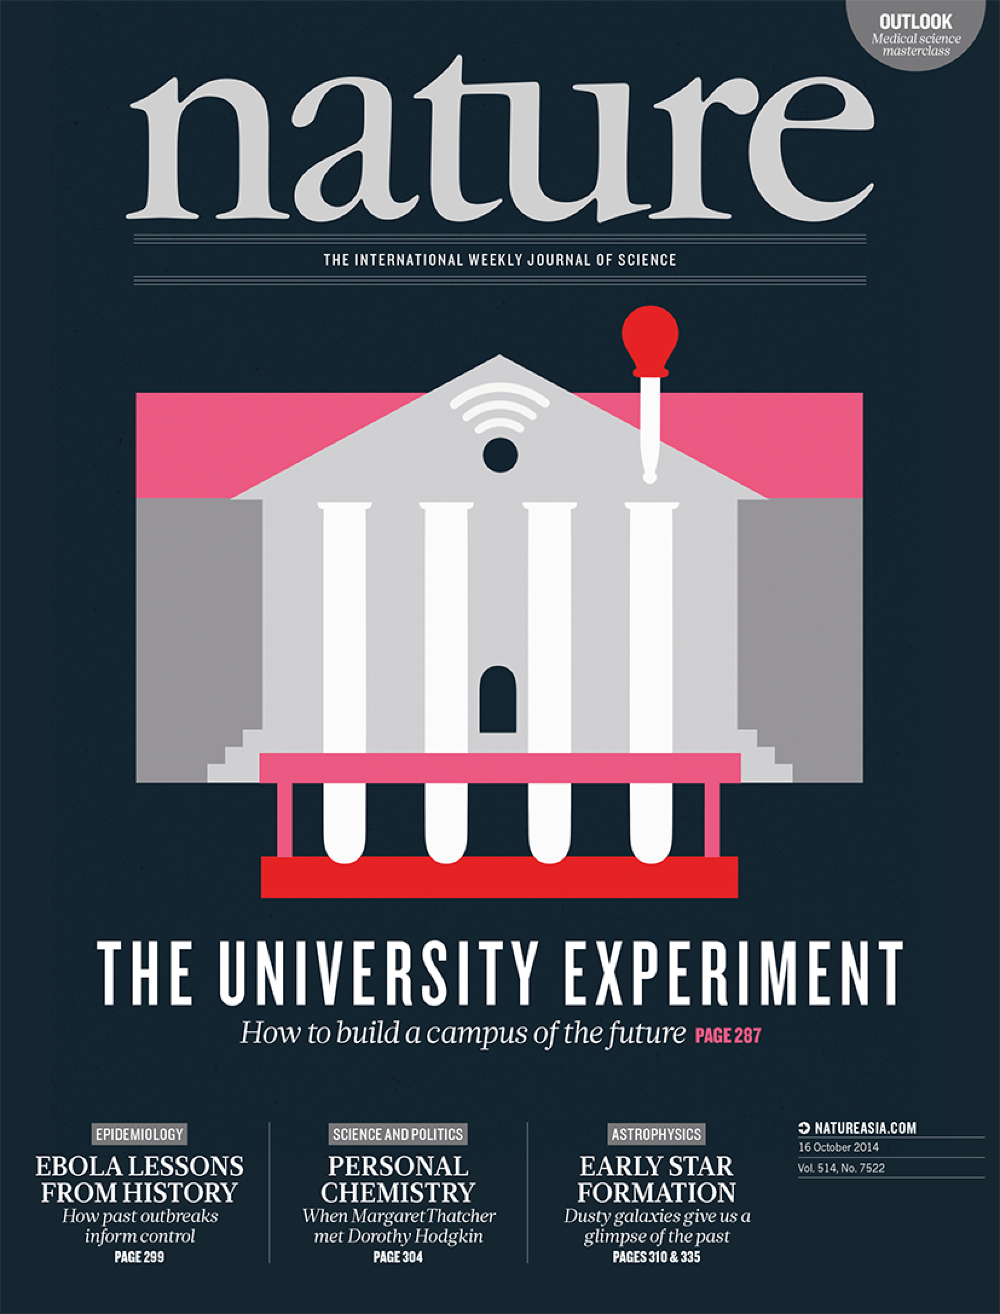 OUTLOOK
Medical science
masterclass
nature
THE INTERNATIONAL WEEKLY JOURNAL OF SCIENCE
THE UNIVERSITY EXPERIMENT
How to build a campus of the future PAGE 287
EPIDEMIOLOGY
EBOLA LESSONS
FROM HISTORY
How past outbreaks
inform control
PAGE 299
SCIENCE AND POLITICS
PERSONAL
CHEMISTRY
When Margaret Thatcher
met Dorothy Hodgkin
PAGE 304
ASTROPHYSICS
EARLY STAR
FORMATION
Dusty galaxies give us a
glimpse of the past
PAGES 310 & 335
NATUREASIA.COM
16 October 2014
Vol. 514, No. 7522